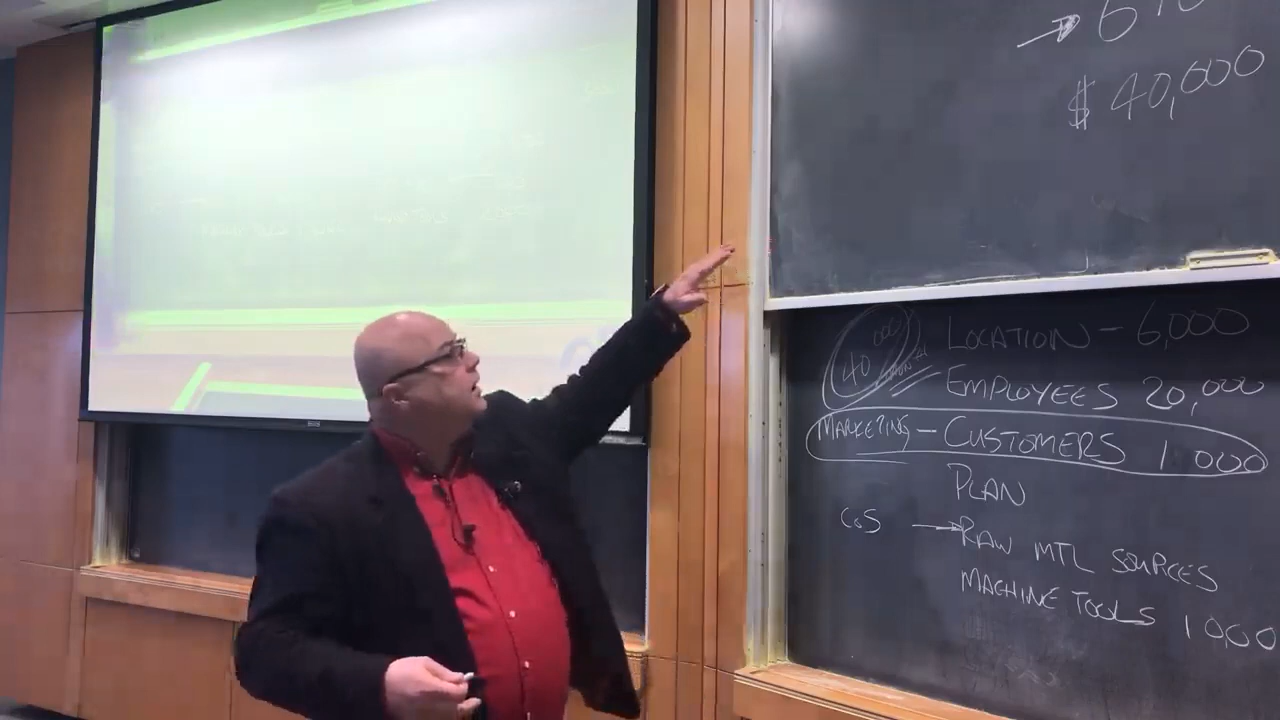 $ 40,000
40 000
LOCATION - 6,000
EMPLOYEES 20,000
MARKETING - CUSTOMERS 1 000
PLAN
COS → RAW MTL SOURCES
MACHINE TOOLS 1000